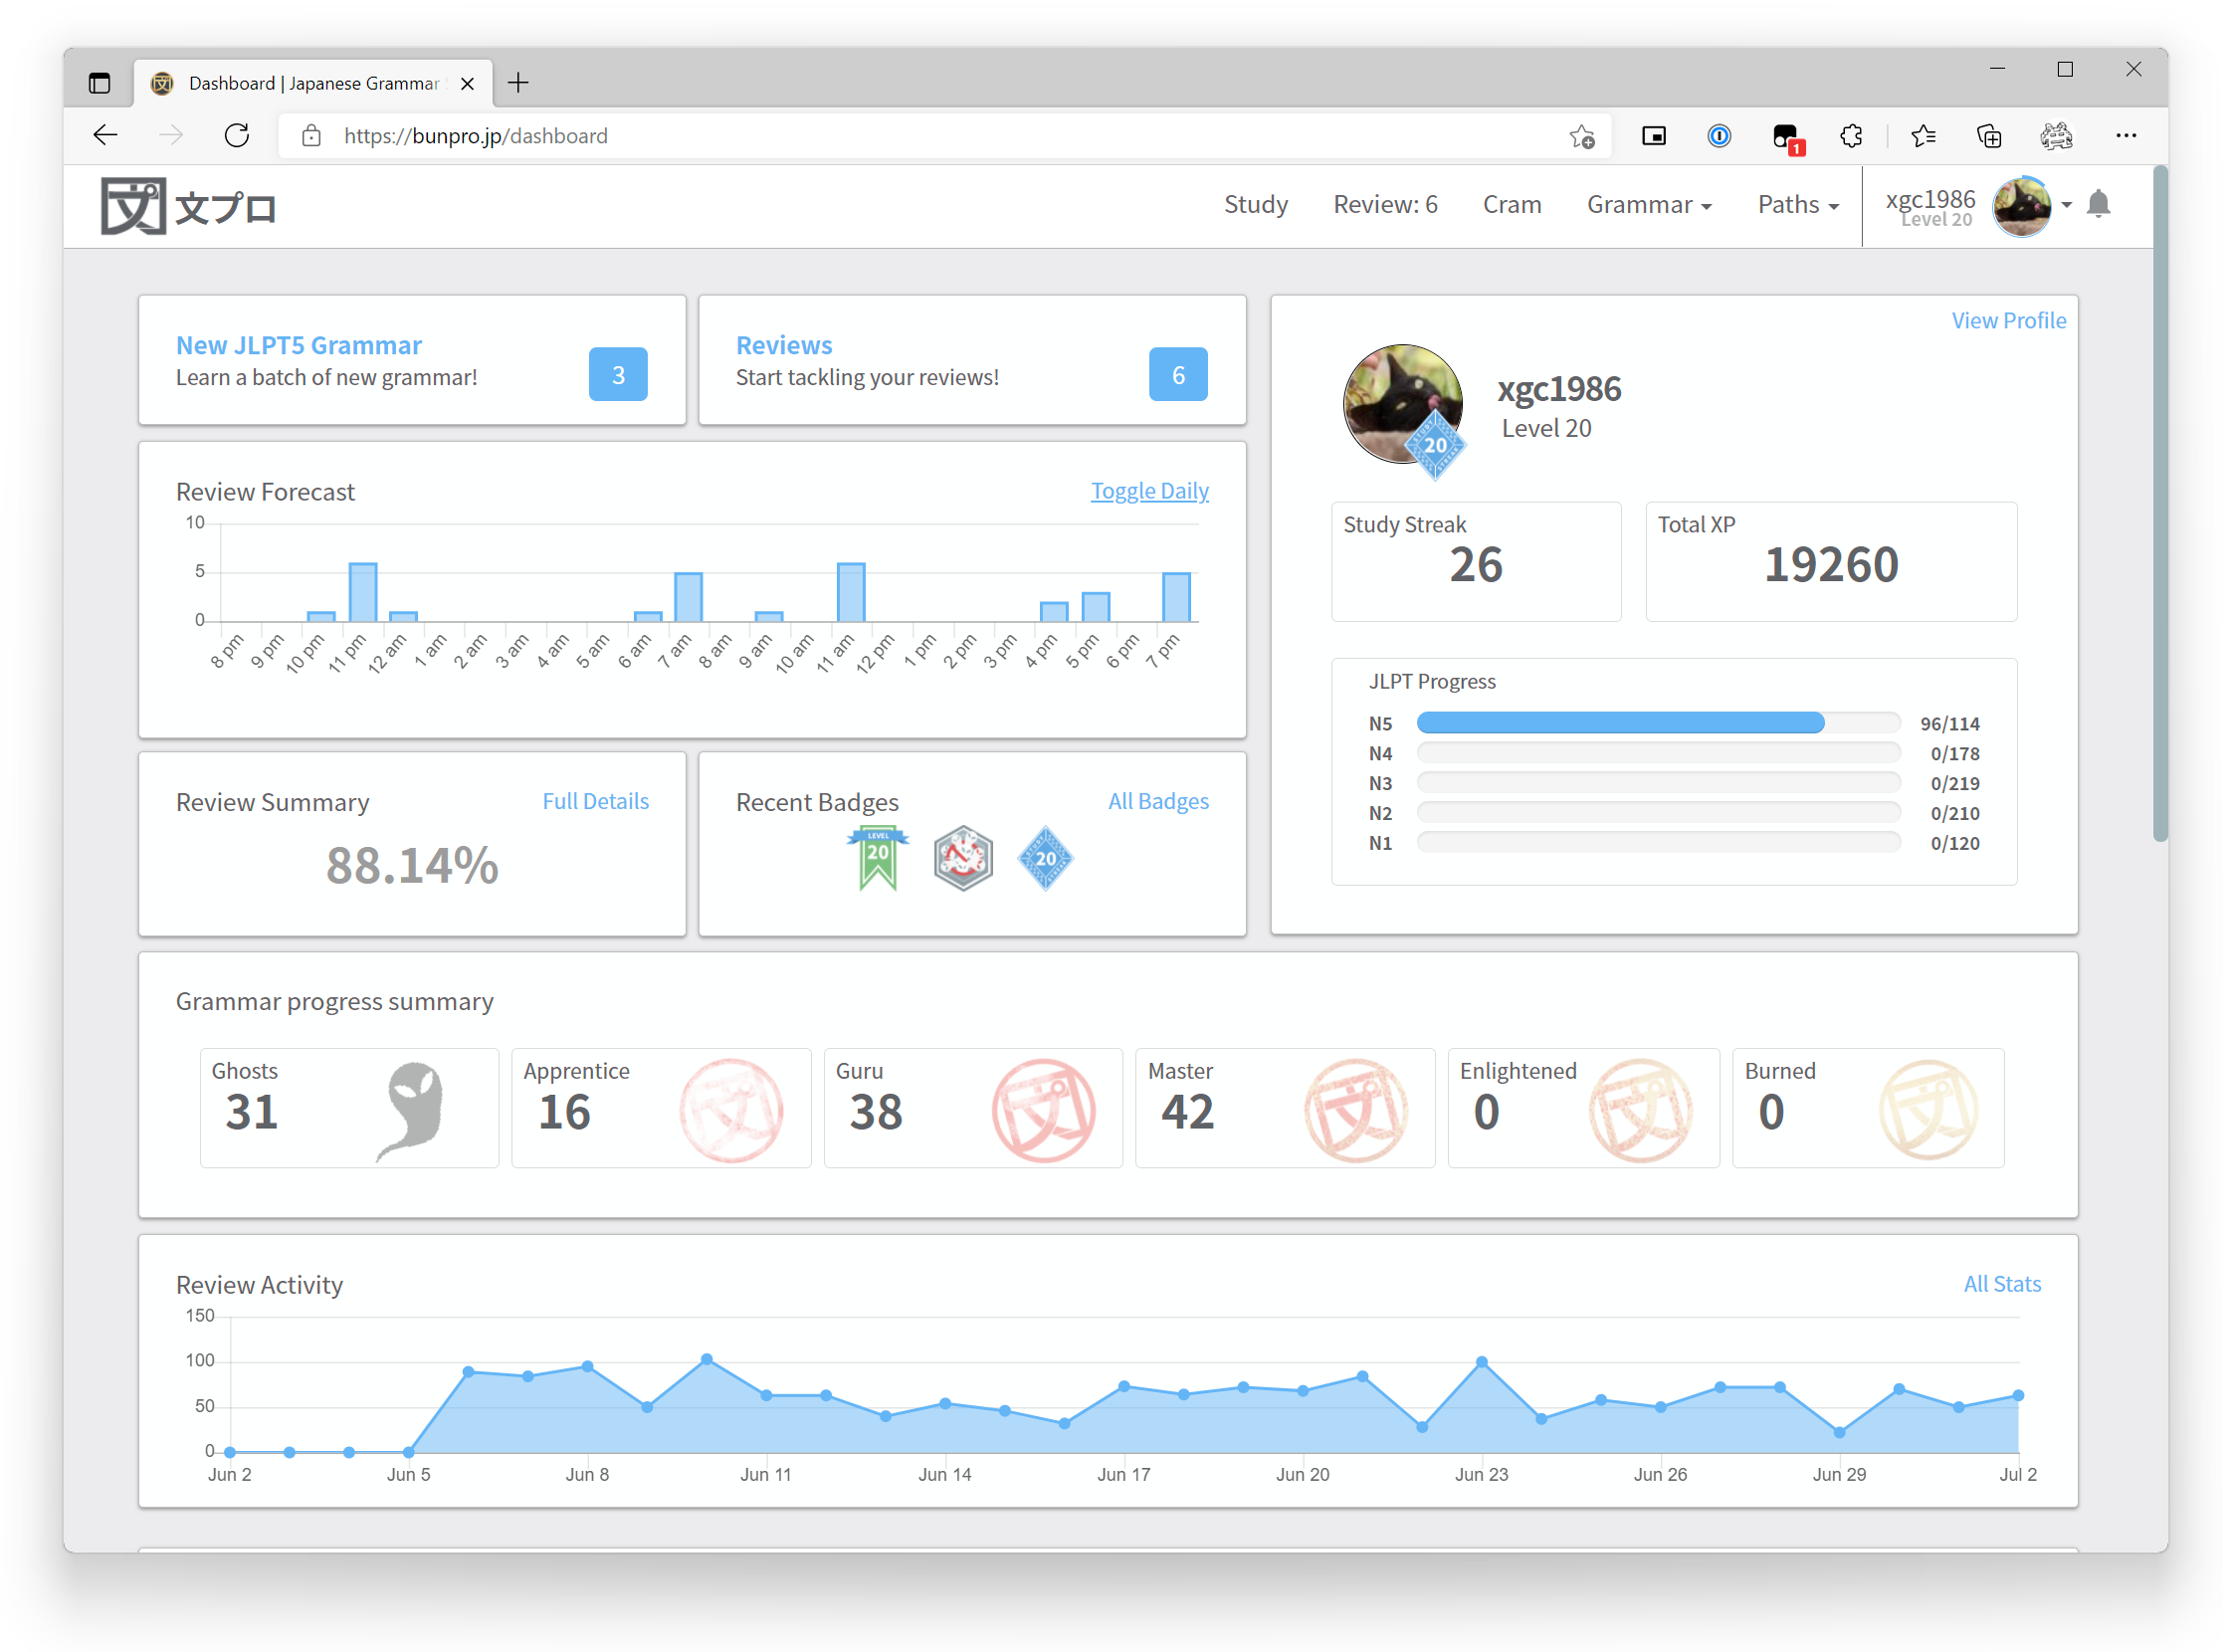 Dashboard | Japanese Grammar
https://bunpro.jp/dashboard
1
文プロ
Study
Review: 6
Cram
Grammar
Paths
xgc1986
Level 20
New JLPT5 Grammar
Learn a batch of new grammar!
3
Reviews
Start tackling your reviews!
6
View Profile
xgc1986
Level 20
20
Study Streak
26
Total XP
19260
Review Forecast
Toggle Daily
10
5
0
8 pm
9 pm
10 pm
11 pm
12 am
1 am
2 am
3 am
4 am
5 am
6 am
7 am
8 am
9 am
10 am
11 am
12 pm
1 pm
2 pm
3 pm
4 pm
5 pm
6 pm
7 pm
JLPT Progress
N5 96/114
N4 0/178
N3 0/219
N2 0/210
N1 0/120
Review Summary
Full Details
88.14%
Recent Badges
All Badges
LEVEL
20
20
Grammar progress summary
Ghosts
31
Apprentice
16
Guru
38
Master
42
Enlightened
0
Burned
0
Review Activity
All Stats
150
100
50
0
Jun 2
Jun 5
Jun 8
Jun 11
Jun 14
Jun 17
Jun 20
Jun 23
Jun 26
Jun 29
Jul 2